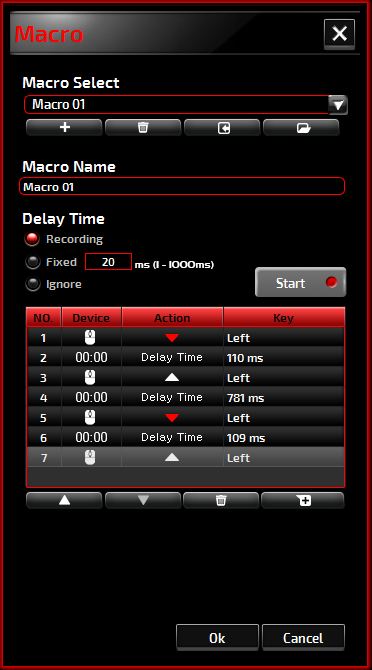 Macro
Macro Select
Macro 01
Macro Name
Macro 01
Delay Time
Recording
Fixed 20 ms (1 - 1000ms)
Ignore
Start
NO. Device Action Key
1 Left
2 00:00 Delay Time 110 ms
3 Left
4 00:00 Delay Time 781 ms
5 Left
6 00:00 Delay Time 109 ms
7 Left
Ok Cancel